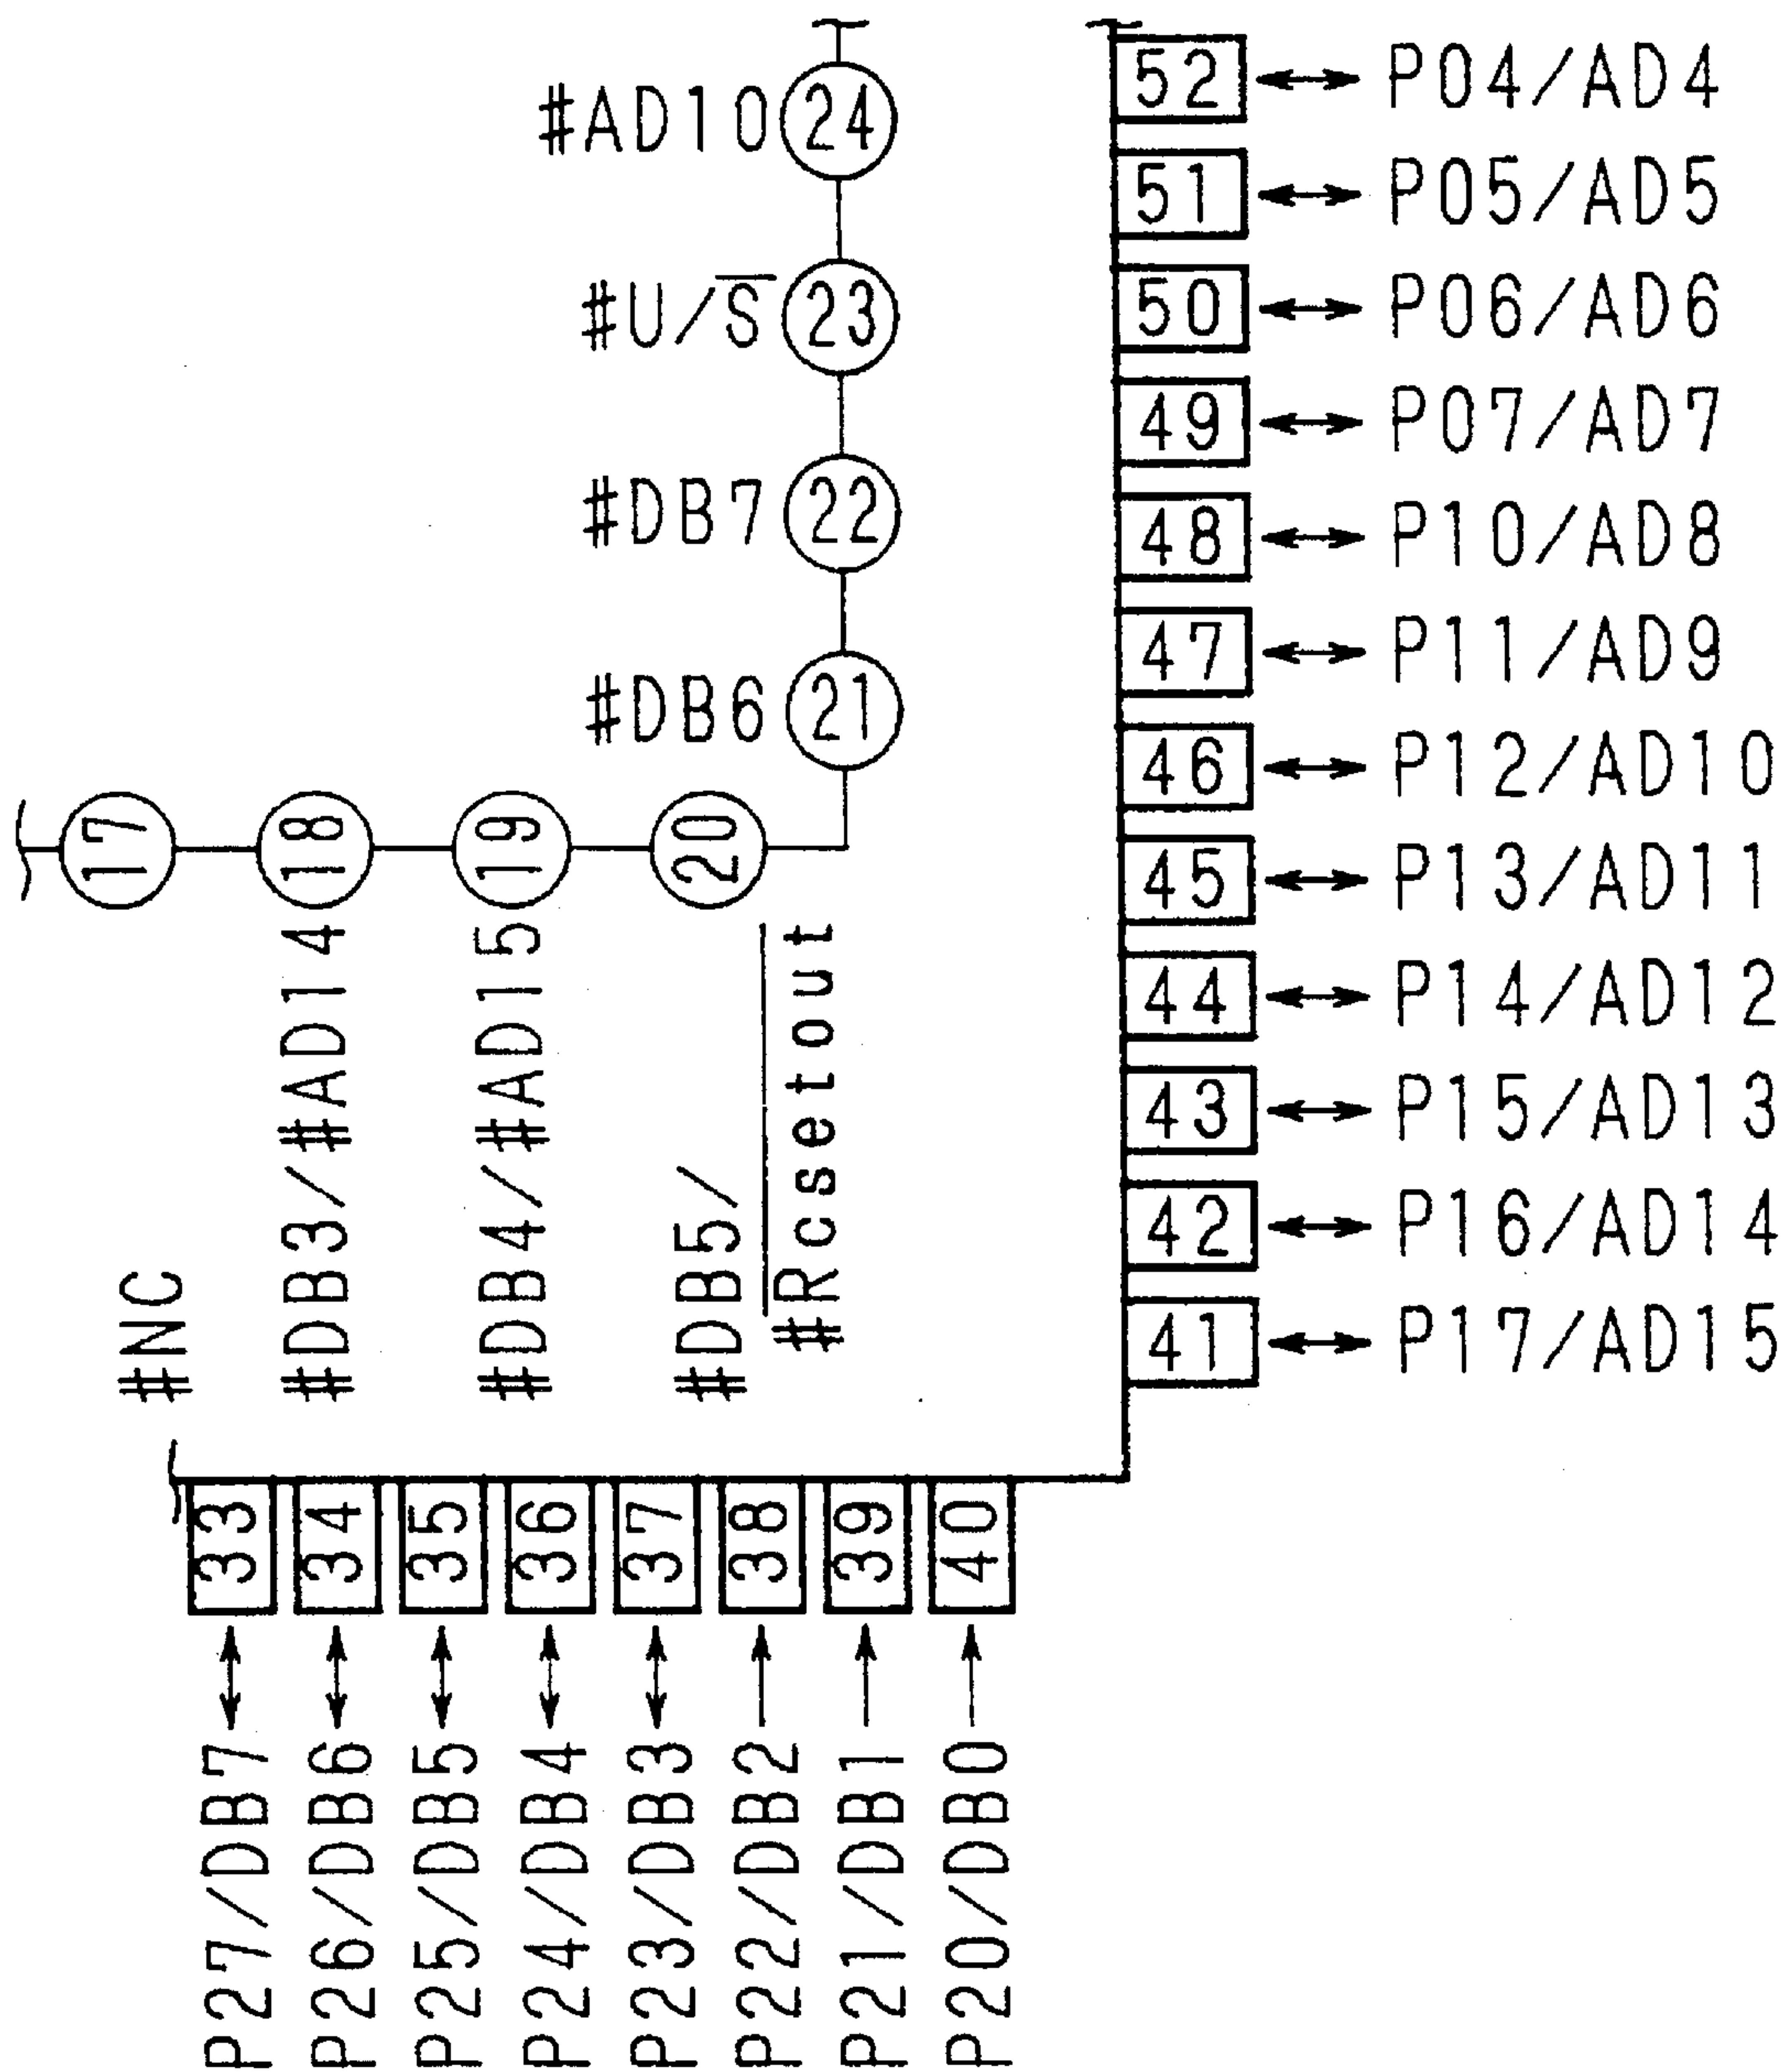 #AD10 24
#U/S̅ 23
#DB7 22
#DB6 21
17
18
19
20
#NC
#DB3/#AD14
#DB4/#AD15
#DB5/
#Rcsetout
52 P04/AD4
51 P05/AD5
50 P06/AD6
49 P07/AD7
48 P10/AD8
47 P11/AD9
46 P12/AD10
45 P13/AD11
44 P14/AD12
43 P15/AD13
42 P16/AD14
41 P17/AD15
33 P27/DB7
34 P26/DB6
35 P25/DB5
36 P24/DB4
37 P23/DB3
38 P22/DB2
39 P21/DB1
40 P20/DB0